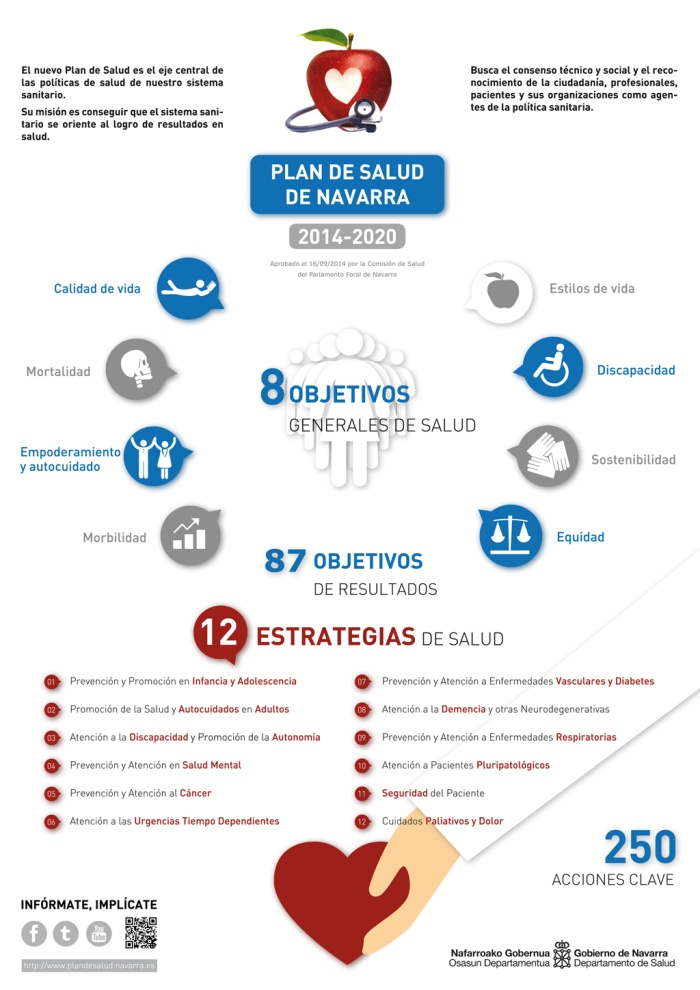 El nuevo Plan de Salud es el eje central de
las políticas de salud de nuestro sistema
sanitario.
Su misión es conseguir que el sistema sani-
tario se oriente al logro de resultados en
salud.
Busca el consenso técnico y social y el reco-
nocimiento de la ciudadanía, profesionales,
pacientes y sus organizaciones como agen-
tes de la política sanitaria.
PLAN DE SALUD
DE NAVARRA
2014-2020
Aprobado el 16/09/2014 por la Comisión de Salud
del Parlamento Foral de Navarra
Calidad de vida
Estilos de vida
Mortalidad
Discapacidad
8 OBJETIVOS
GENERALES DE SALUD
Empoderamiento
y autocuidado
Sostenibilidad
Morbilidad
Equidad
87 OBJETIVOS
DE RESULTADOS
12 ESTRATEGIAS DE SALUD
01 Prevención y Promoción en Infancia y Adolescencia
02 Promoción de la Salud y Autocuidados en Adultos
03 Atención a la Discapacidad y Promoción de la Autonomía
04 Prevención y Atención en Salud Mental
05 Prevención y Atención al Cáncer
06 Atención a las Urgencias Tiempo Dependientes
07 Prevención y Atención a Enfermedades Vasculares y Diabetes
08 Atención a la Demencia y otras Neurodegenerativas
09 Prevención y Atención a Enfermedades Respiratorias
10 Atención a Pacientes Pluripatológicos
11 Seguridad del Paciente
12 Cuidados Paliativos y Dolor
250
ACCIONES CLAVE
INFÓRMATE, IMPLÍCATE
f t You Tube
http://www.plandesalud.navarra.es
Nafarroako Gobernua
Osasun Departamentua
Gobierno de Navarra
Departamento de Salud